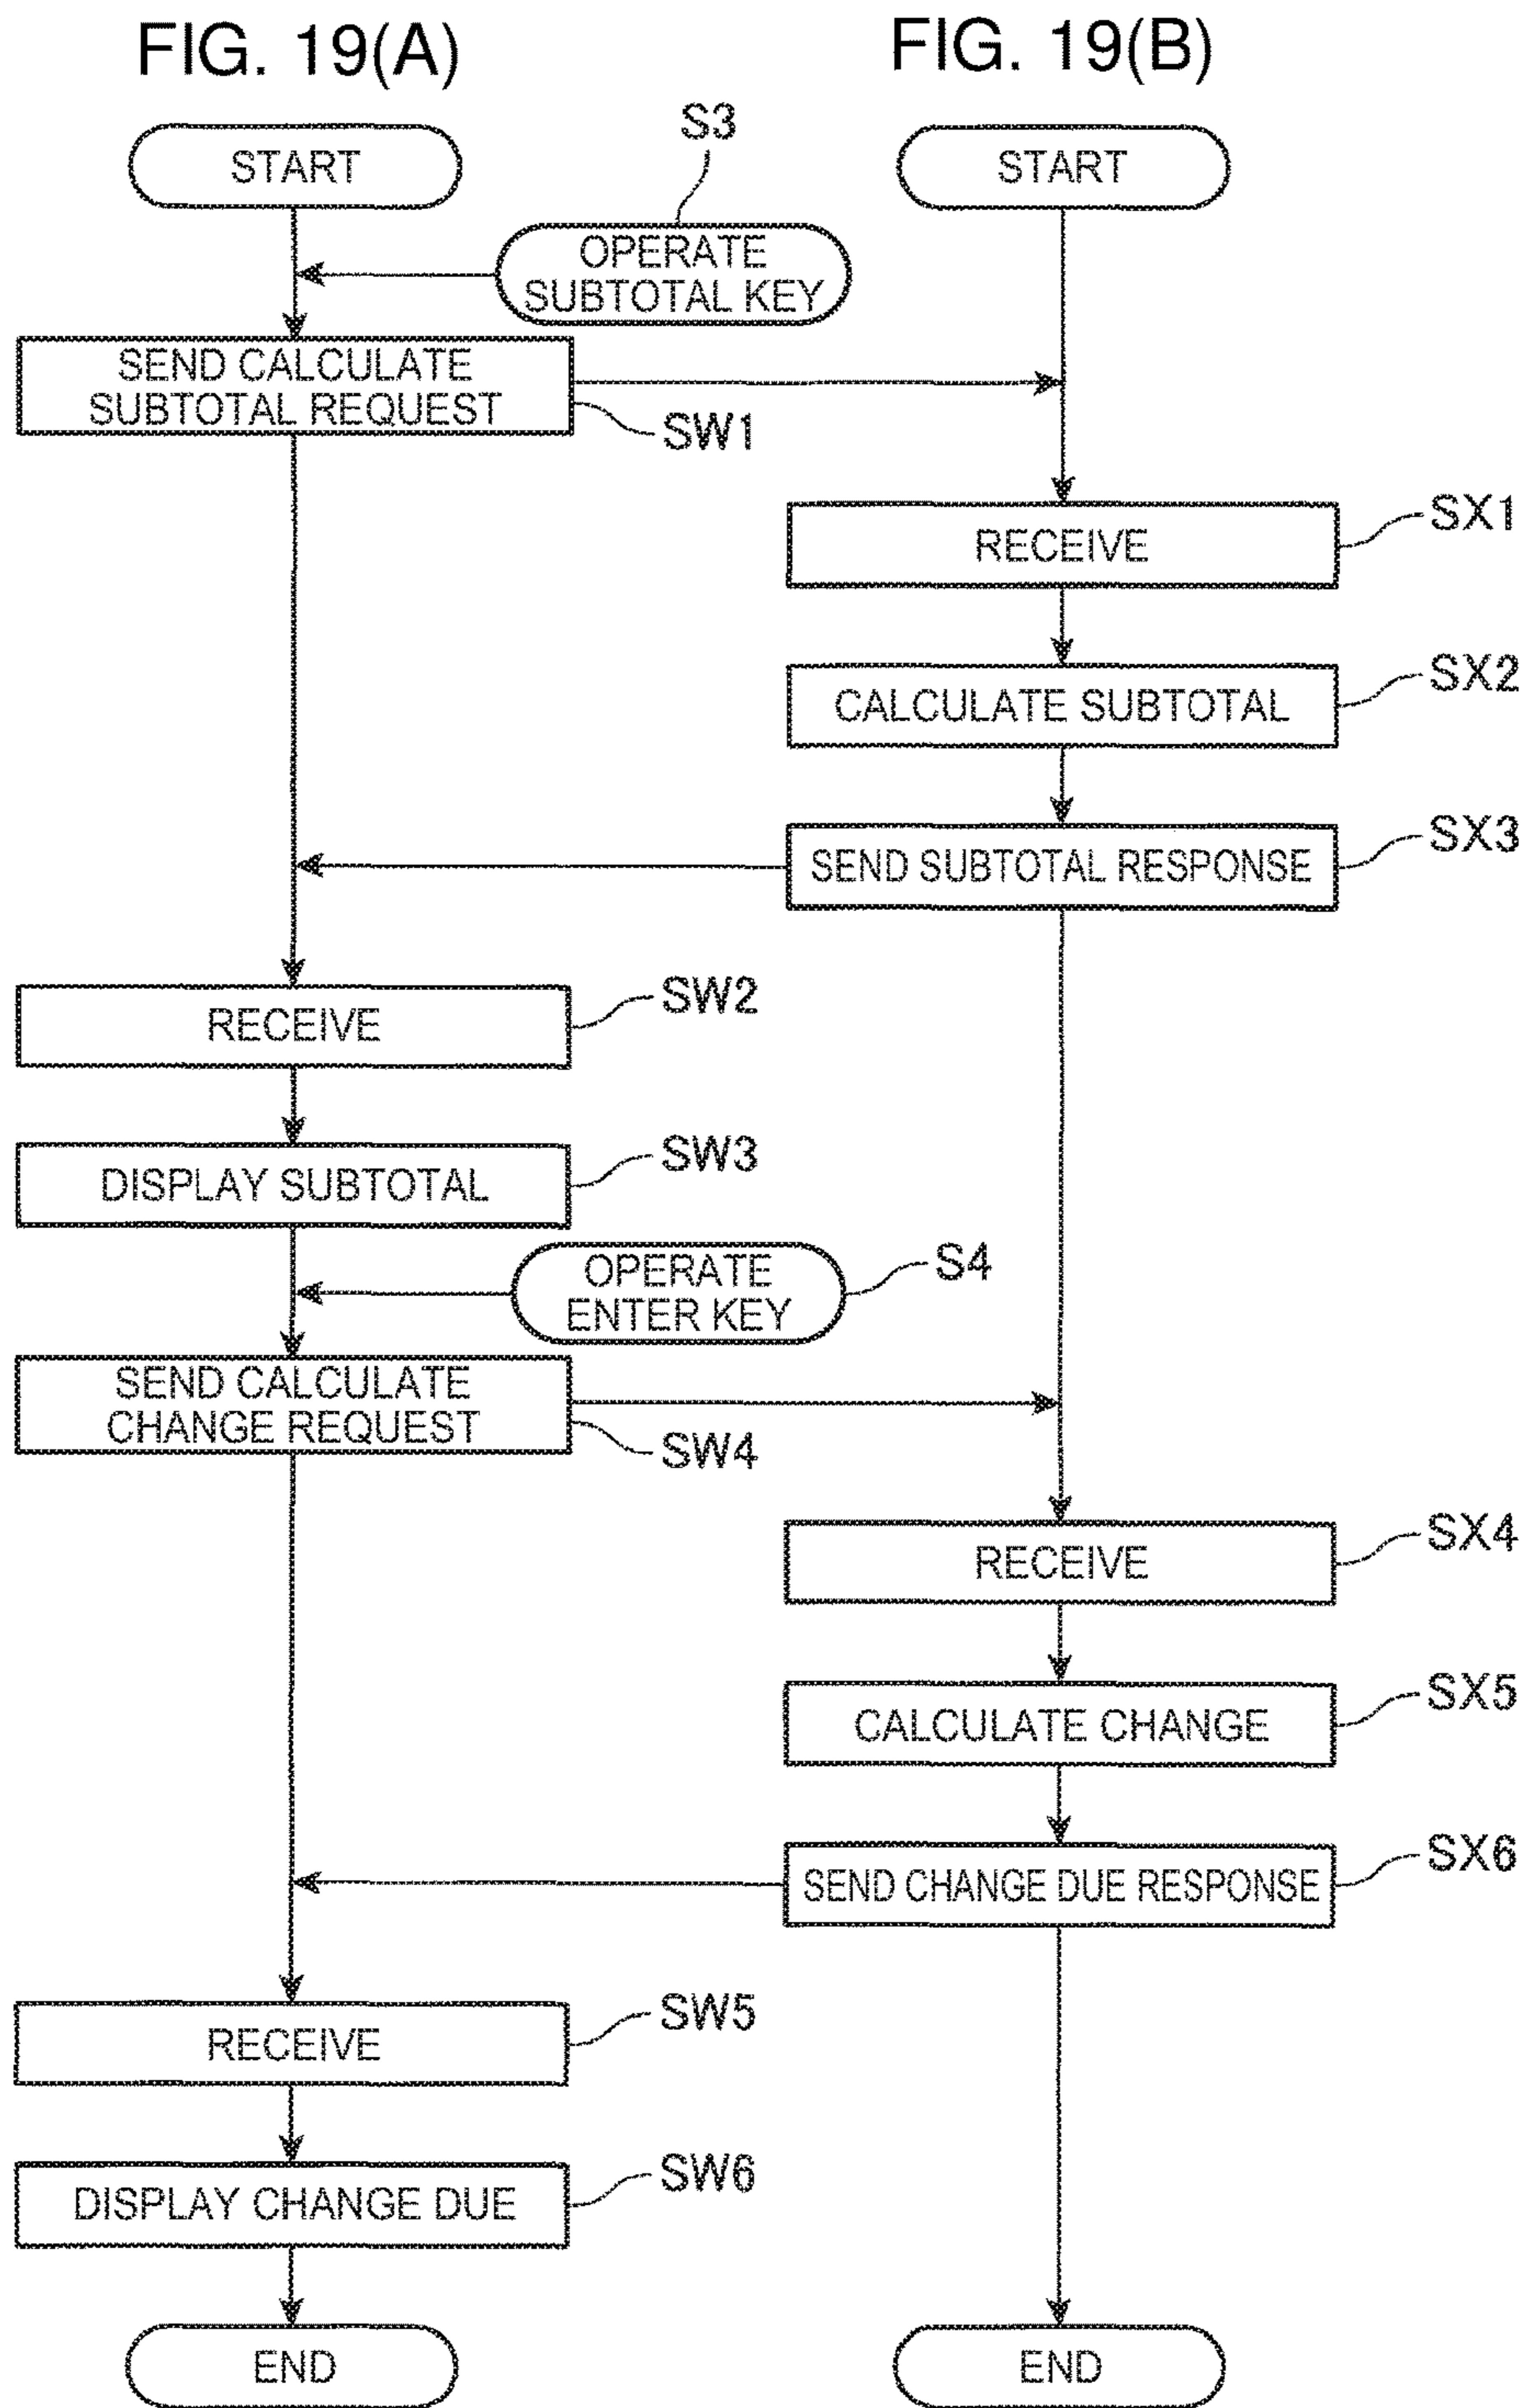 FIG. 19(A)
FIG. 19(B)
S3
START
START
OPERATE
SUBTOTAL KEY
SEND CALCULATE
SUBTOTAL REQUEST
SW1
SX1
RECEIVE
SX2
CALCULATE SUBTOTAL
SX3
SEND SUBTOTAL RESPONSE
SW2
RECEIVE
SW3
DISPLAY SUBTOTAL
S4
OPERATE
ENTER KEY
SEND CALCULATE
CHANGE REQUEST
SW4
SX4
RECEIVE
SX5
CALCULATE CHANGE
SX6
SEND CHANGE DUE RESPONSE
SW5
RECEIVE
SW6
DISPLAY CHANGE DUE
END
END